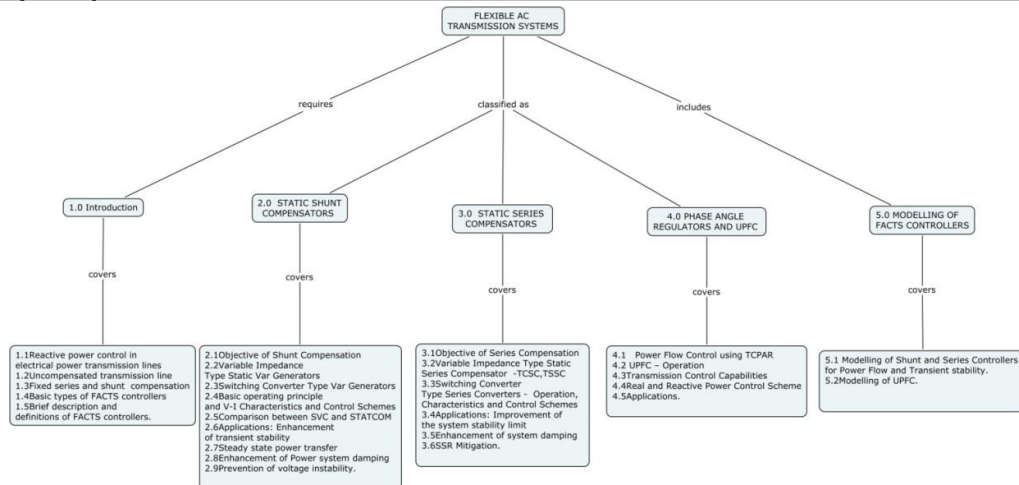 FLEXIBLE AC
TRANSMISSION SYSTEMS
requires
classified as
includes
1.0 Introduction
2.0 STATIC SHUNT
COMPENSATORS
3.0 STATIC SERIES
COMPENSATORS
4.0 PHASE ANGLE
REGULATORS AND UPFC
5.0 MODELLING OF
FACTS CONTROLLERS
covers
covers
covers
covers
covers
1.1Reactive power control in
electrical power transmission lines
1.2Uncompensated transmission line
1.3Fixed series and shunt compensation
1.4Basic types of FACTS controllers
1.5Brief description and
definitions of FACTS controllers.
2.1Objective of Shunt Compensation
2.2Variable Impedance
Type Static Var Generators
2.3Switching Converter Type Var Generators
2.4Basic operating principle
and V-I Characteristics and Control Schemes
2.5Comparison between SVC and STATCOM
2.6Applications: Enhancement
of transient stability
2.7Steady state power transfer
2.8Enhancement of Power system damping
2.9Prevention of voltage instability.
3.1Objective of Series Compensation
3.2Variable Impedance Type Static
Series Compensator -TCSC,TSSC
3.3Switching Converter
Type Series Converters - Operation,
Characteristics and Control Schemes
3.4Applications: Improvement of
the system stability limit
3.5Enhancement of system damping
3.6SSR Mitigation.
4.1 Power Flow Control using TCPAR
4.2 UPFC – Operation
4.3Transmission Control Capabilities
4.4Real and Reactive Power Control Scheme
4.5Applications.
5.1 Modelling of Shunt and Series Controllers
for Power Flow and Transient stability.
5.2Modelling of UPFC.